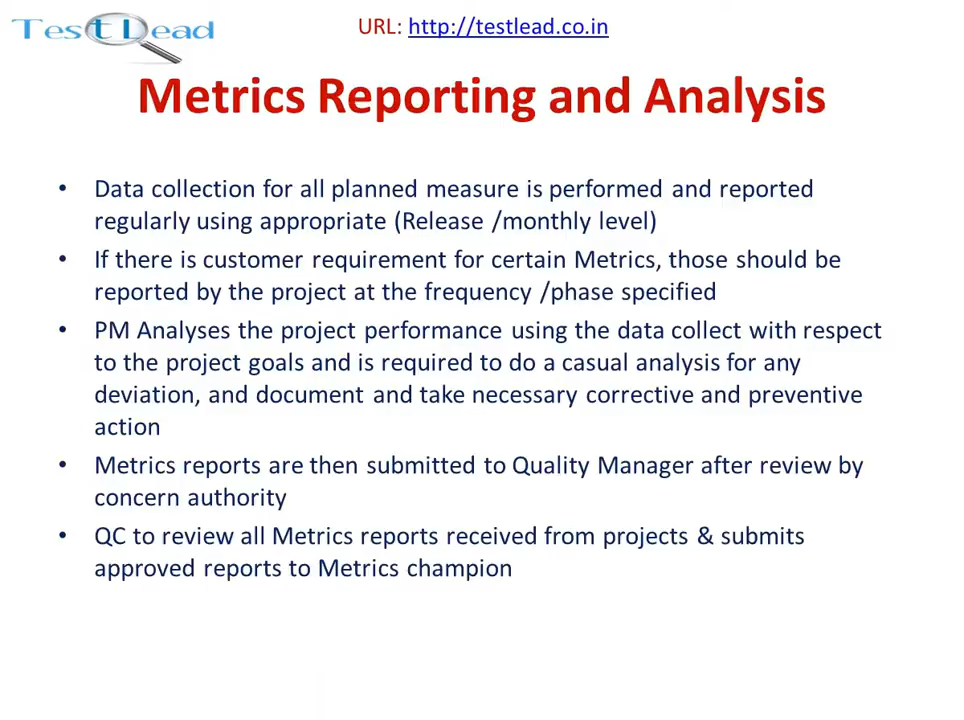 TestLead
URL: http://testlead.co.in
Metrics Reporting and Analysis
• Data collection for all planned measure is performed and reported
regularly using appropriate (Release /monthly level)
• If there is customer requirement for certain Metrics, those should be
reported by the project at the frequency /phase specified
• PM Analyses the project performance using the data collect with respect
to the project goals and is required to do a casual analysis for any
deviation, and document and take necessary corrective and preventive
action
• Metrics reports are then submitted to Quality Manager after review by
concern authority
• QC to review all Metrics reports received from projects & submits
approved reports to Metrics champion